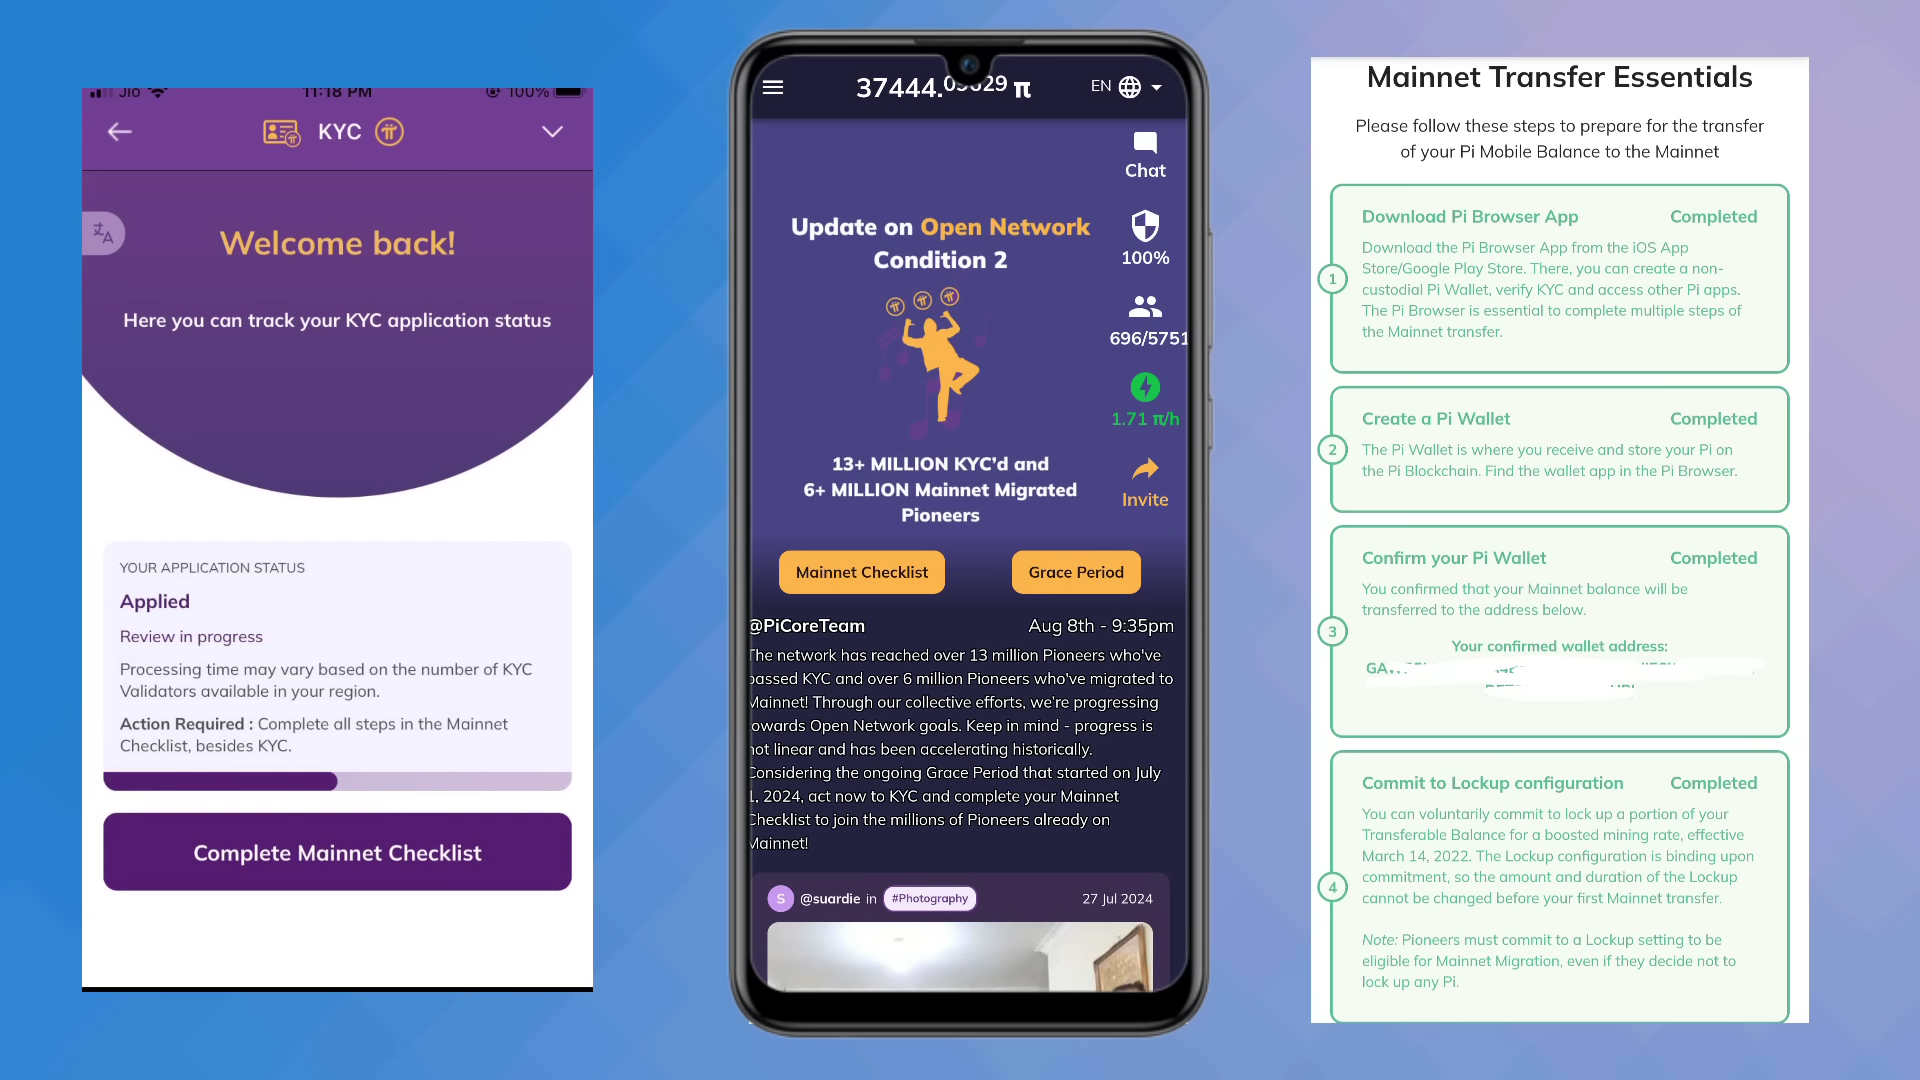 Jio
11:18 PM
100%
KYC
Welcome back!
Here you can track your KYC application status
YOUR APPLICATION STATUS
Applied
Review in progress
Processing time may vary based on the number of KYC
Validators available in your region.
Action Required : Complete all steps in the Mainnet
Checklist, besides KYC.
Complete Mainnet Checklist
37444. π
EN
Chat
Update on Open Network
Condition 2
100%
696/5751
1.71 π/h
13+ MILLION KYC'd and
6+ MILLION Mainnet Migrated
Pioneers
Invite
Mainnet Checklist
Grace Period
@PiCoreTeam
Aug 8th - 9:35pm
The network has reached over 13 million Pioneers who've
passed KYC and over 6 million Pioneers who've migrated to
Mainnet! Through our collective efforts, we're progressing
towards Open Network goals. Keep in mind - progress is
not linear and has been accelerating historically.
Considering the ongoing Grace Period that started on July
1, 2024, act now to KYC and complete your Mainnet
Checklist to join the millions of Pioneers already on
Mainnet!
S
@suardie in #Photography
27 Jul 2024
Mainnet Transfer Essentials
Please follow these steps to prepare for the transfer
of your Pi Mobile Balance to the Mainnet
1
Download Pi Browser App Completed
Download the Pi Browser App from the iOS App
Store/Google Play Store. There, you can create a non-
custodial Pi Wallet, verify KYC and access other Pi apps.
The Pi Browser is essential to complete multiple steps of
the Mainnet transfer.
2
Create a Pi Wallet Completed
The Pi Wallet is where you receive and store your Pi on
the Pi Blockchain. Find the wallet app in the Pi Browser.
3
Confirm your Pi Wallet Completed
You confirmed that your Mainnet balance will be
transferred to the address below.
Your confirmed wallet address:
4
Commit to Lockup configuration Completed
You can voluntarily commit to lock up a portion of your
Transferable Balance for a boosted mining rate, effective
March 14, 2022. The Lockup configuration is binding upon
commitment, so the amount and duration of the Lockup
cannot be changed before your first Mainnet transfer.
Note: Pioneers must commit to a Lockup setting to be
eligible for Mainnet Migration, even if they decide not to
lock up any Pi.